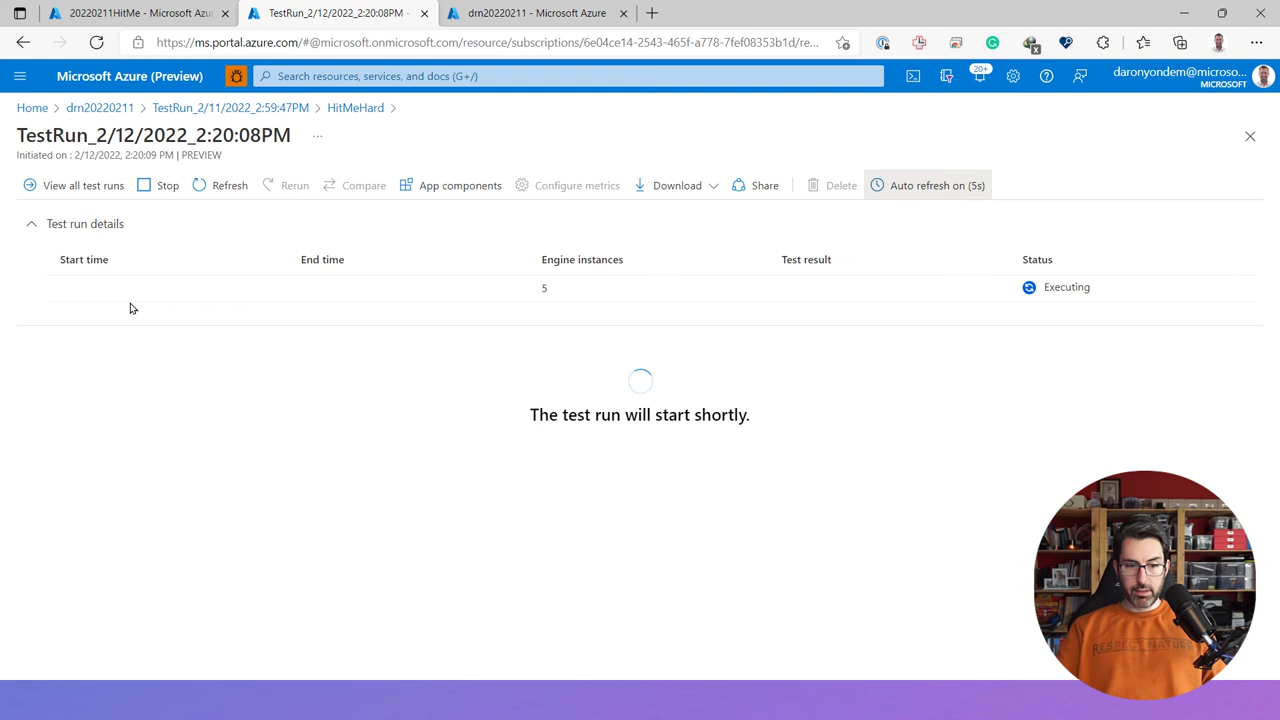 20220211HitMe - Microsoft Azu
TestRun_2/12/2022_2:20:08PM -
drn20220211 - Microsoft Azure
https://ms.portal.azure.com/#@microsoft.onmicrosoft.com/resource/subscriptions/6e04ce14-2543-465f-a778-7fef08353b1d/re...
Microsoft Azure (Preview)
Search resources, services, and docs (G+/)
20+
daronyondem@microso...
MICROSOFT
Home > drn20220211 > TestRun_2/11/2022_2:59:47PM > HitMeHard >
TestRun_2/12/2022_2:20:08PM ...
Initiated on : 2/12/2022, 2:20:09 PM | PREVIEW
View all test runs Stop Refresh Rerun Compare App components Configure metrics Download Share Delete Auto refresh on (5s)
Test run details
Start time End time Engine instances Test result Status
5 Executing
The test run will start shortly.
RESPECT NATURE